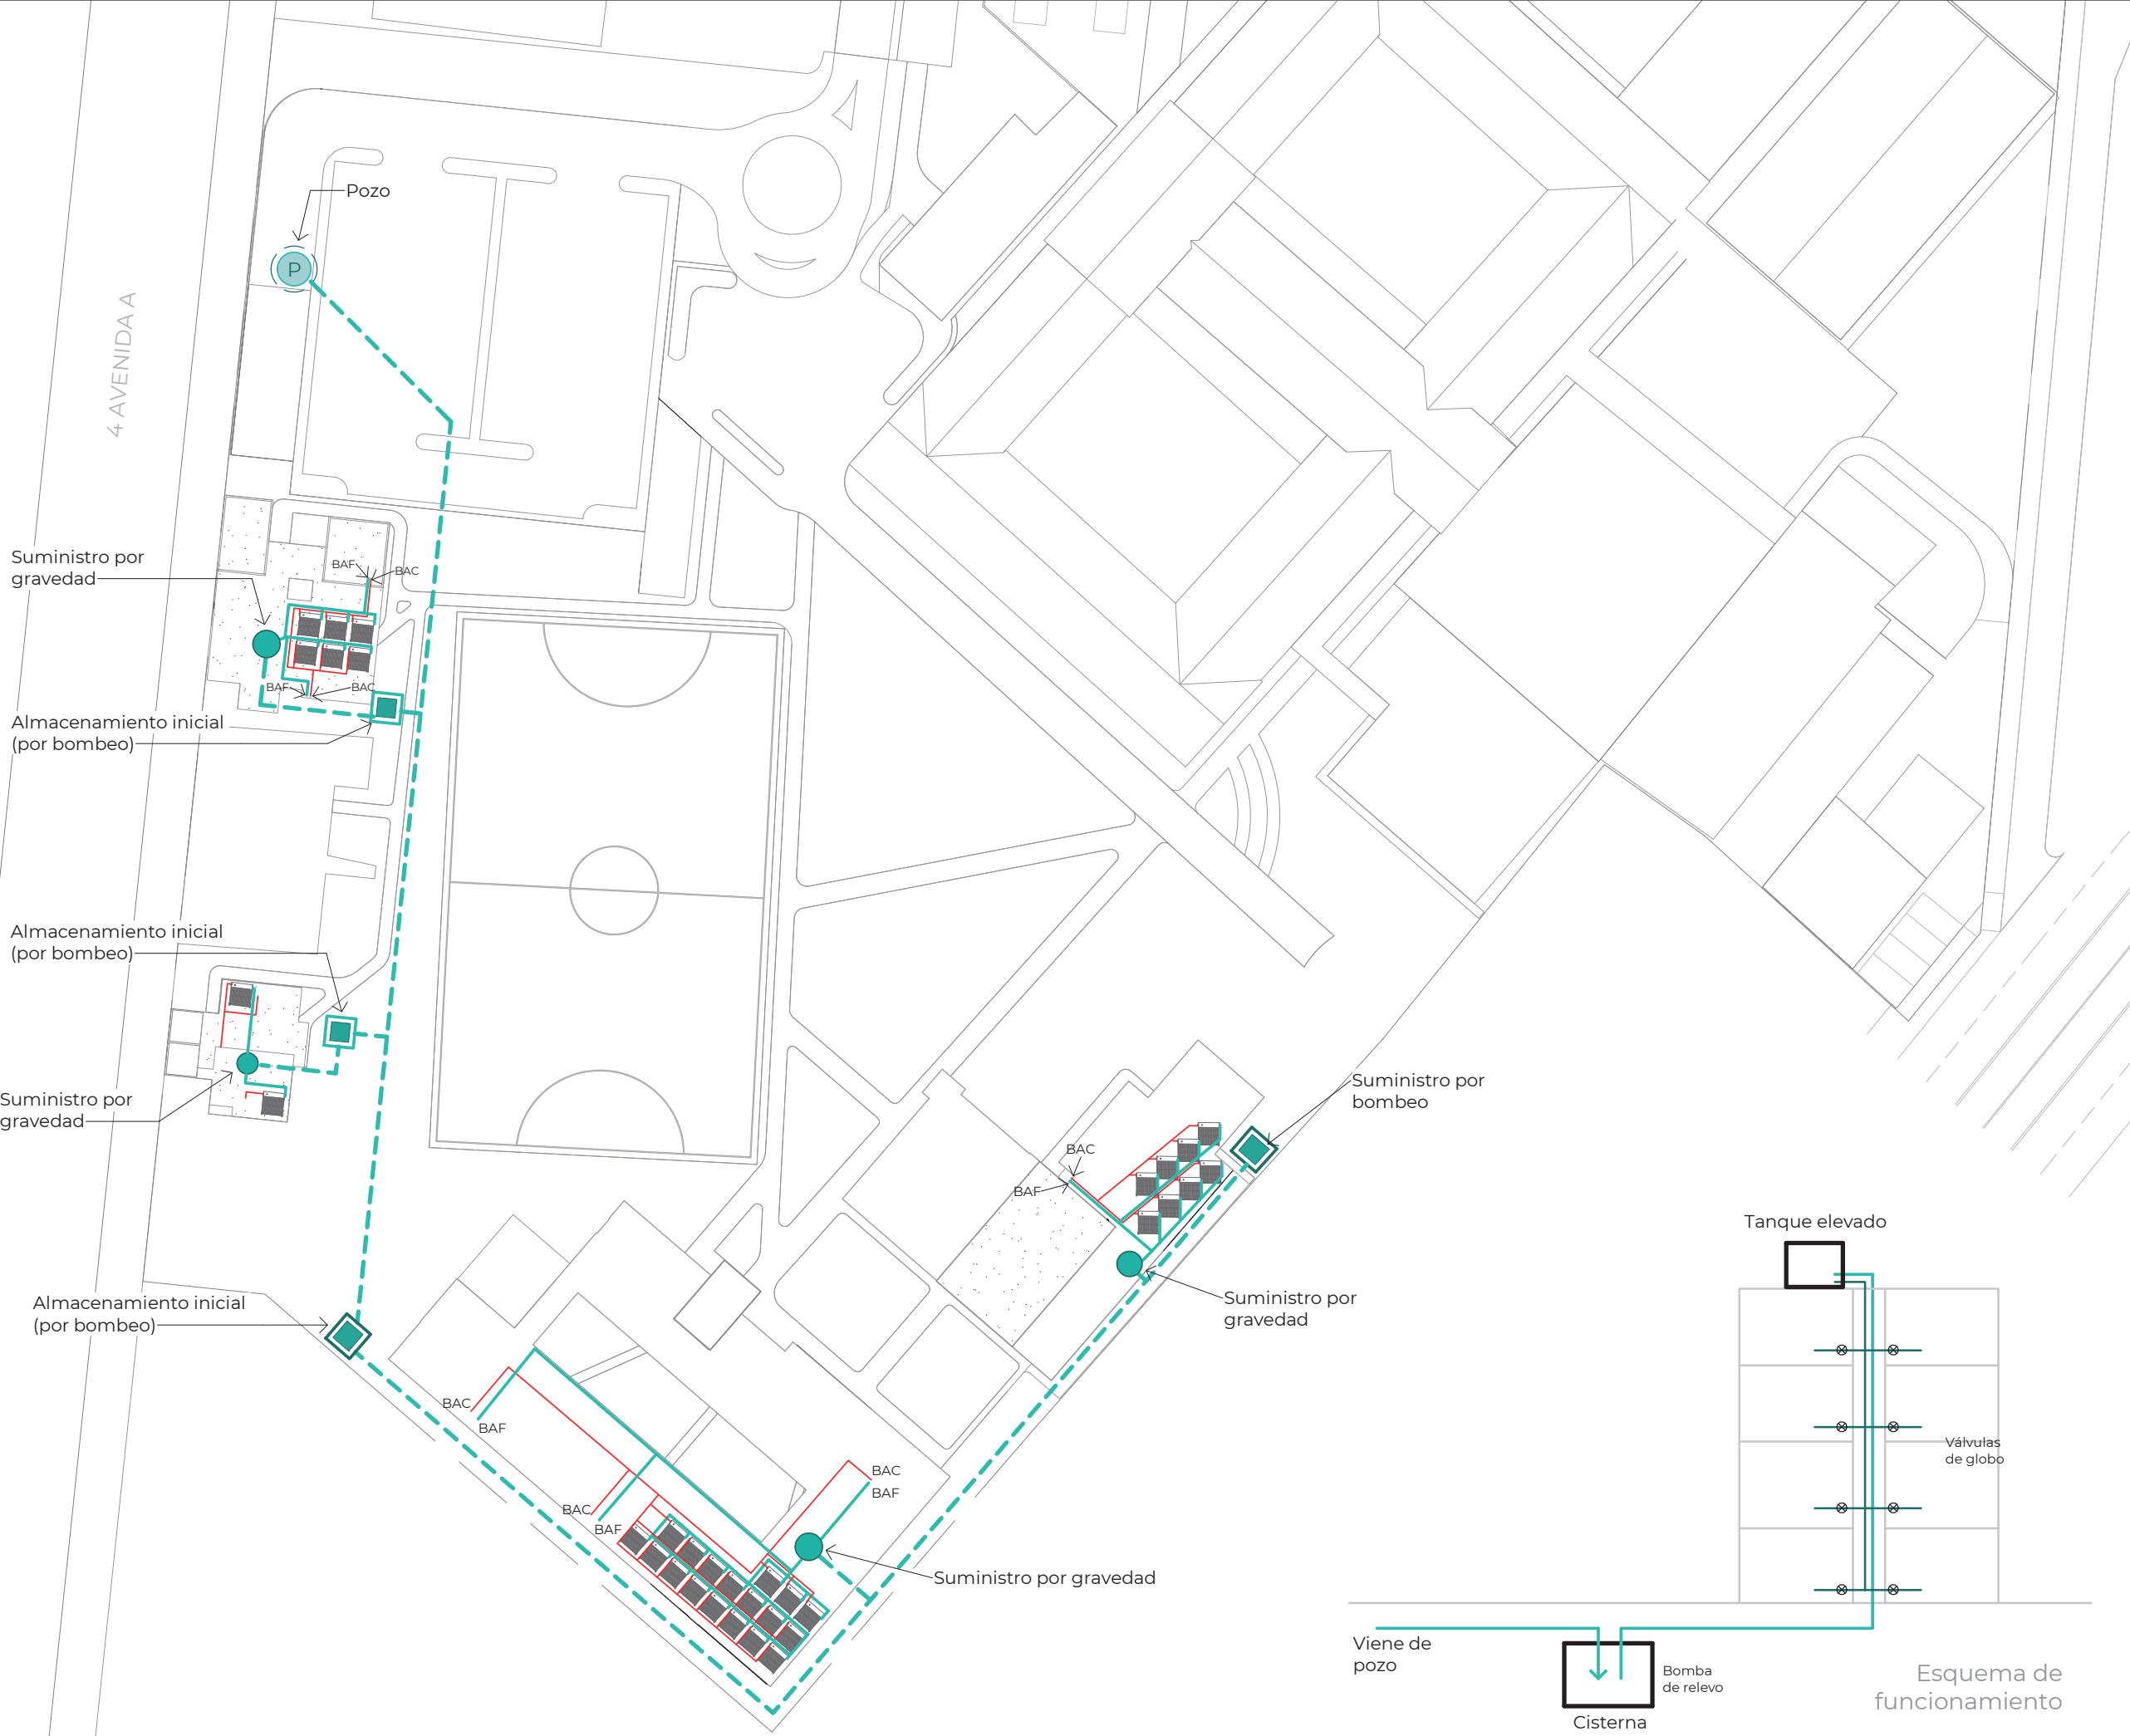 Pozo
P
4 AVENIDA A
Suministro por
gravedad
BAF
BAC
BAF
BAC
Almacenamiento inicial
(por bombeo)
Almacenamiento inicial
(por bombeo)
Suministro por
gravedad
Suministro por
bombeo
BAC
BAF
Suministro por
gravedad
Almacenamiento inicial
(por bombeo)
BAC
BAF
BAC
BAF
BAC
BAF
Suministro por gravedad
Tanque elevado
Válvulas
de globo
Viene de
pozo
Bomba
de relevo
Cisterna
Esquema de
funcionamiento